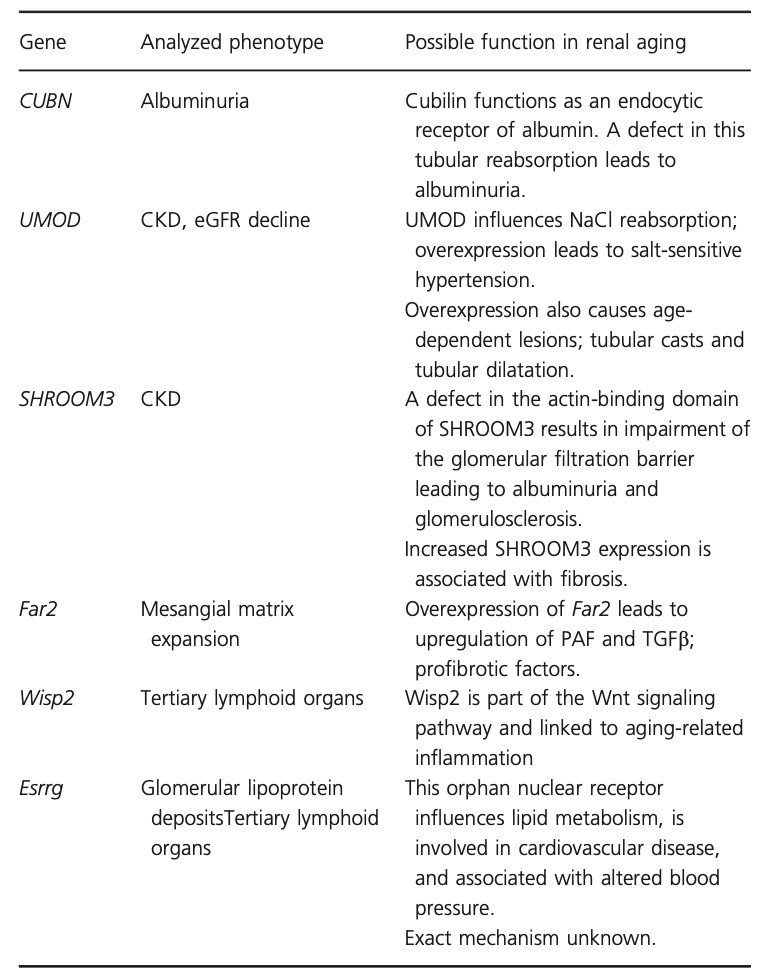 Gene Analyzed phenotype Possible function in renal aging
CUBN Albuminuria Cubilin functions as an endocytic
receptor of albumin. A defect in this
tubular reabsorption leads to
albuminuria.
UMOD CKD, eGFR decline UMOD influences NaCl reabsorption;
overexpression leads to salt-sensitive
hypertension.
Overexpression also causes age-
dependent lesions; tubular casts and
tubular dilatation.
SHROOM3 CKD A defect in the actin-binding domain
of SHROOM3 results in impairment of
the glomerular filtration barrier
leading to albuminuria and
glomerulosclerosis.
Increased SHROOM3 expression is
associated with fibrosis.
Far2 Mesangial matrix Overexpression of Far2 leads to
expansion upregulation of PAF and TGFβ;
profibrotic factors.
Wisp2 Tertiary lymphoid organs Wisp2 is part of the Wnt signaling
pathway and linked to aging-related
inflammation
Esrrg Glomerular lipoprotein This orphan nuclear receptor
depositsTertiary lymphoid influences lipid metabolism, is
organs involved in cardiovascular disease,
and associated with altered blood
pressure.
Exact mechanism unknown.